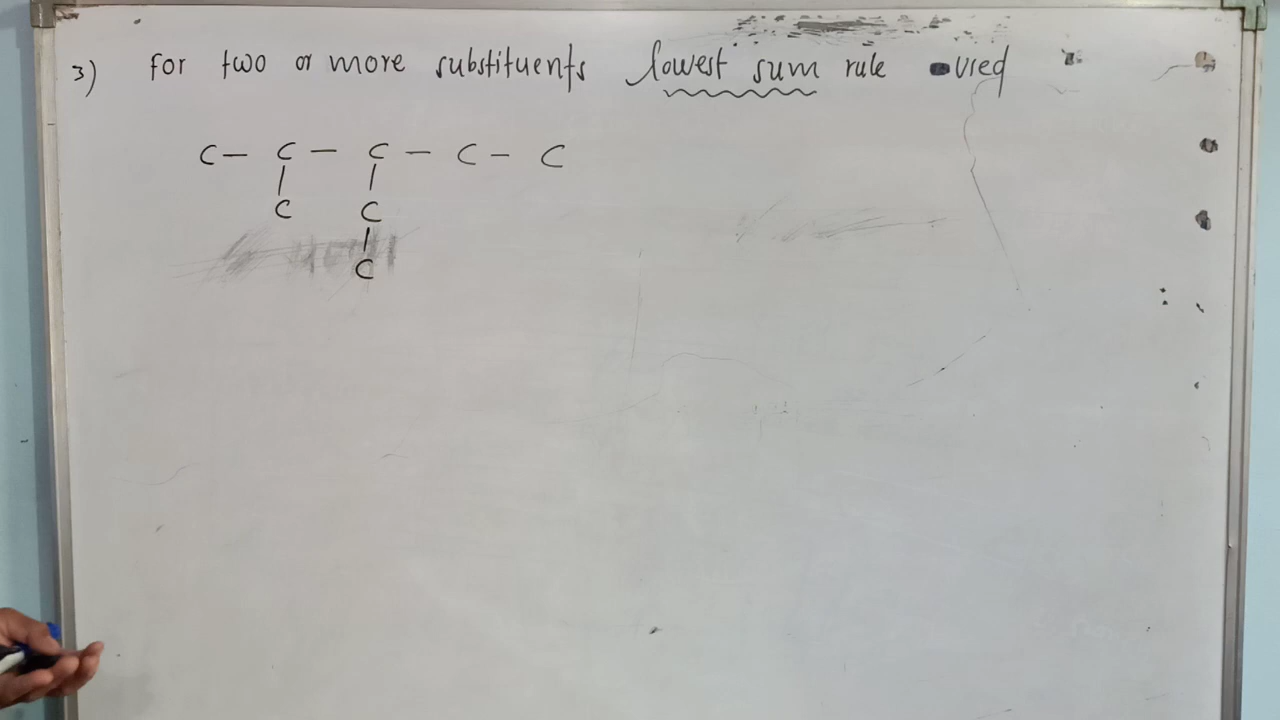 3) for two or more substituents lowest sum rule used
C — C — C — C — C
| |
C C
|
C